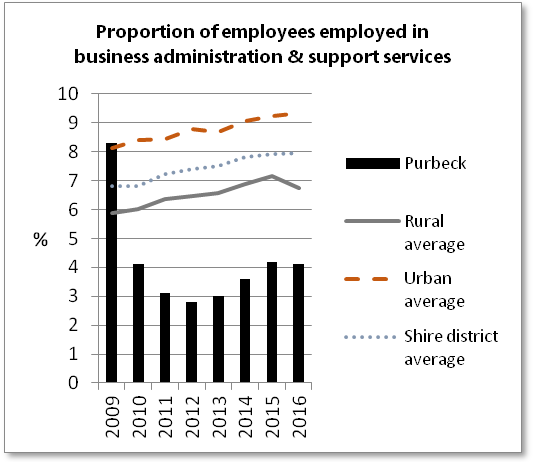 Proportion of employees employed in
business administration & support services
10
9
8
7
6
5
4
3
2
1
0
%
2009
2010
2011
2012
2013
2014
2015
2016
Purbeck
Rural
average
Urban
average
Shire district
average